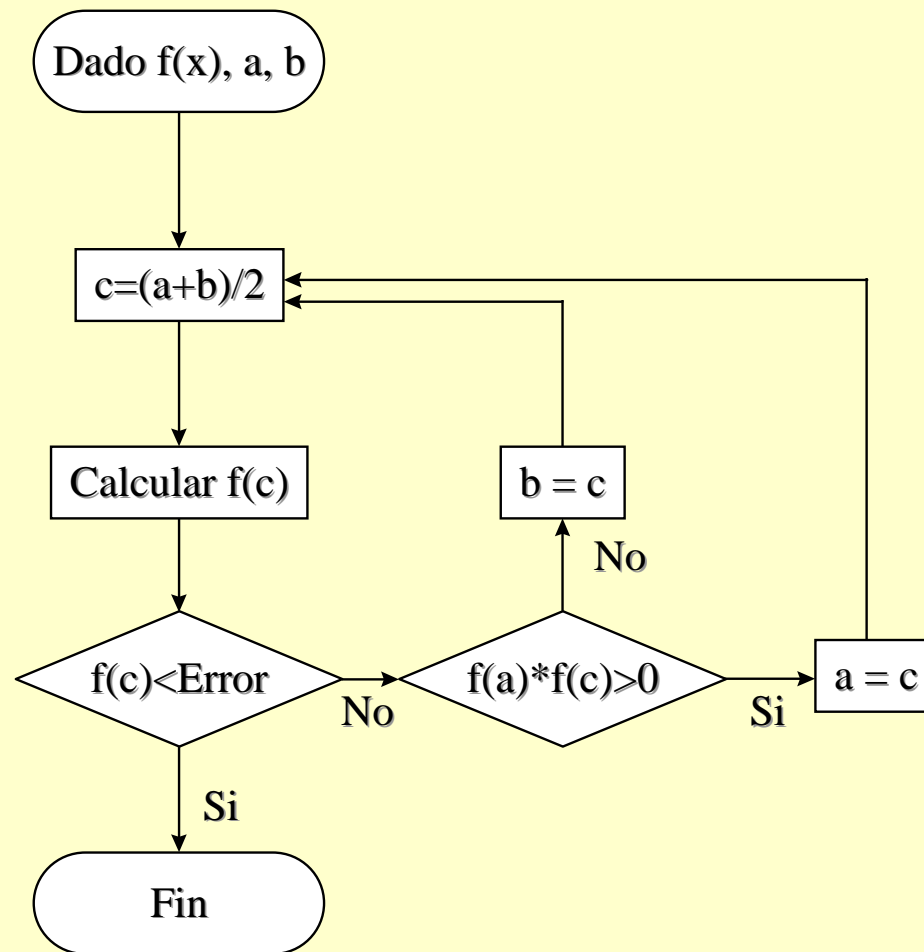 Dado f(x), a, b
c=(a+b)/2
Calcular f(c)
b = c
No
f(c)<Error
No
f(a)*f(c)>0
Si
a = c
Si
Fin